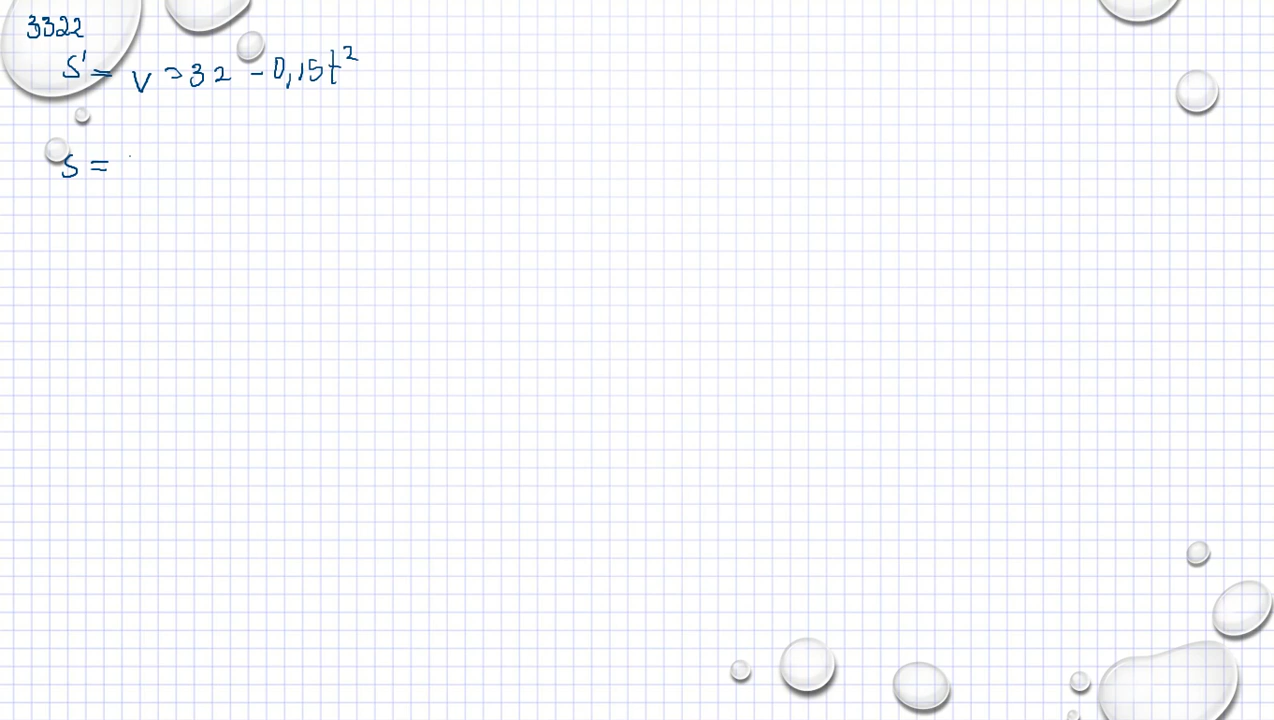 3322
S' = v = 32 - 0,15t²
S =